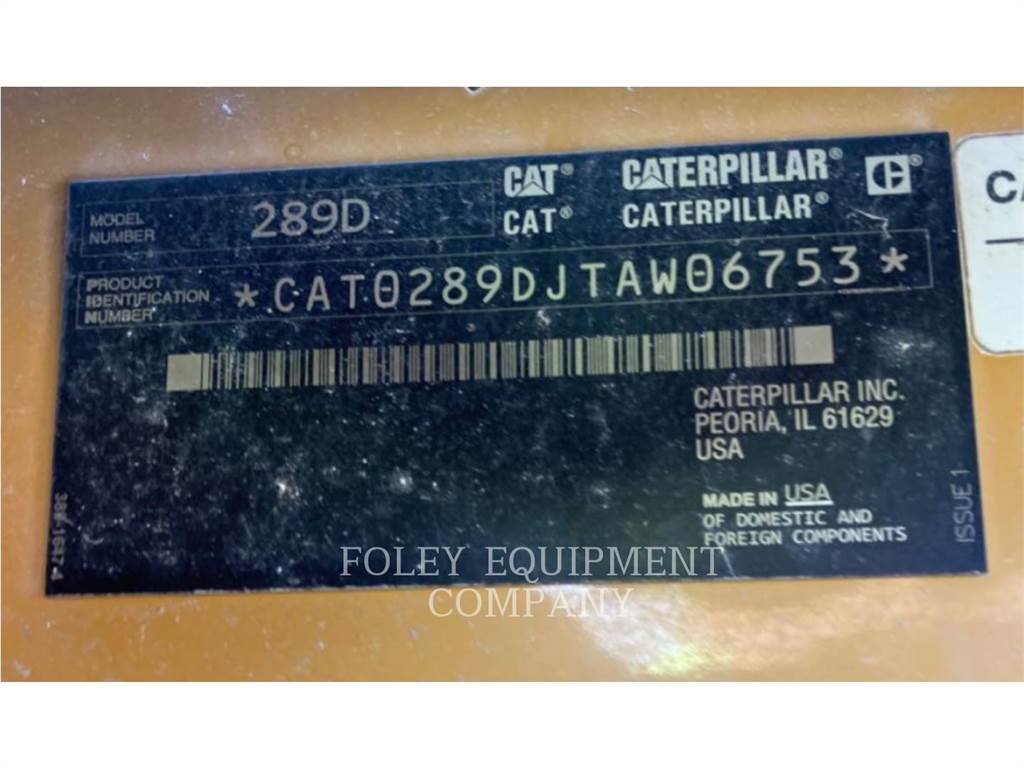 CAT® CATERPILLAR® ®
CAT® CATERPILLAR®
MODEL NUMBER 289D
PRODUCT IDENTIFICATION NUMBER *CAT0289DJTAW06753*
CATERPILLAR INC.
PEORIA, IL 61629
USA
MADE IN USA
OF DOMESTIC AND
FOREIGN COMPONENTS
ISSUE 1
FOLEY EQUIPMENT
COMPANY
CA